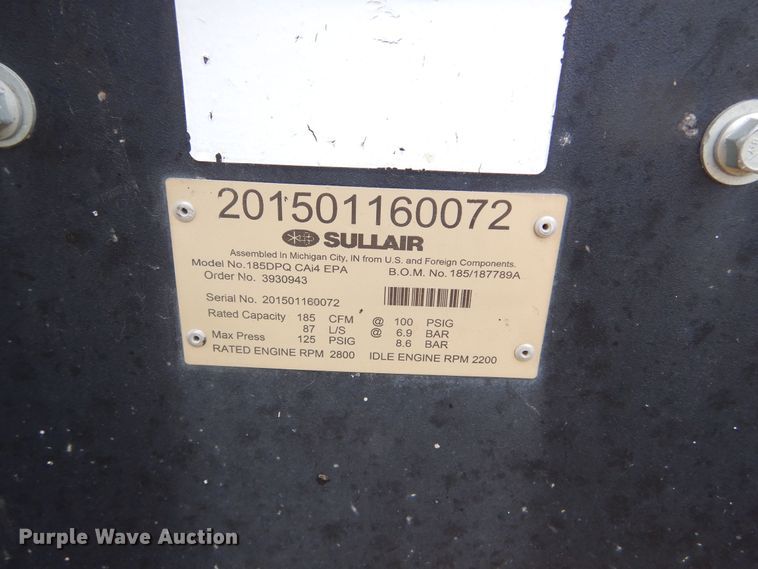 201501160072
SULLAIR
Assembled In Michigan City, IN from U.S. and Foreign Components.
Model No.185DPQ CAi4 EPA B.O.M. No. 185/187789A
Order No. 3930943
Serial No. 201501160072
Rated Capacity 185 CFM @ 100 PSIG
87 L/S @ 6.9 BAR
Max Press 125 PSIG 8.6 BAR
RATED ENGINE RPM 2800 IDLE ENGINE RPM 2200
Purple Wave Auction®